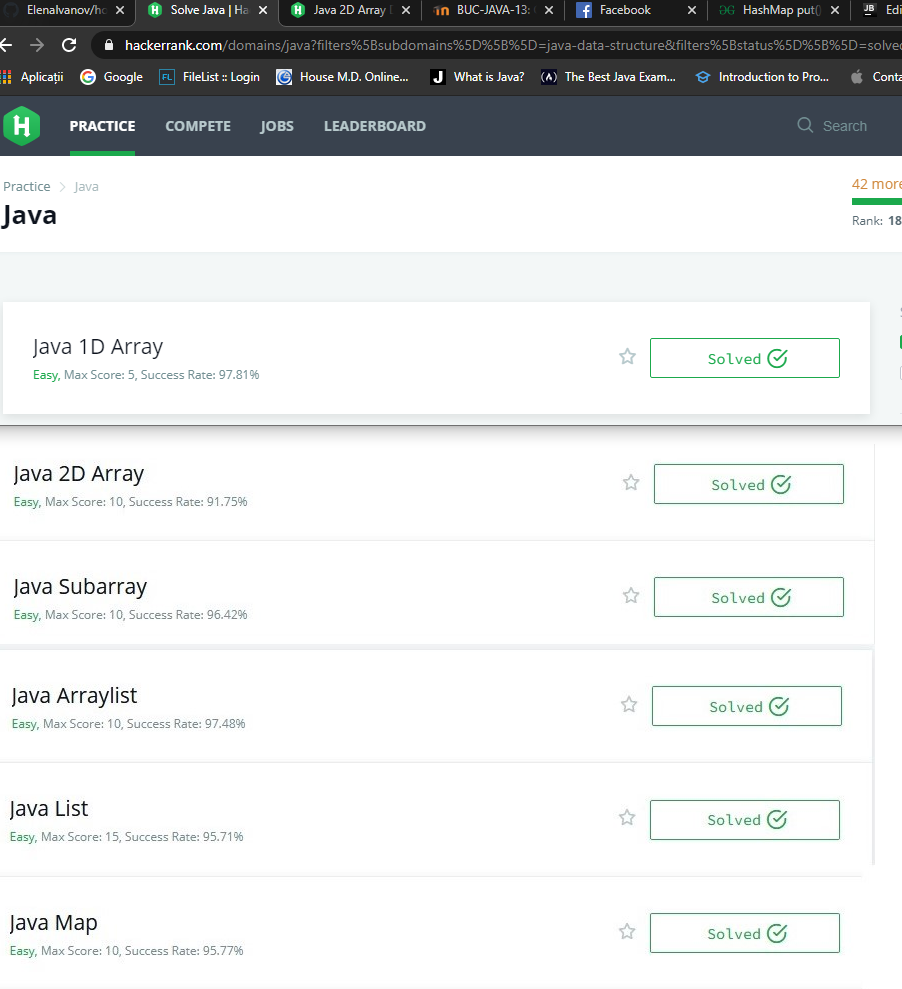 ElenaIvanov/ho
Solve Java | Ha
Java 2D Array
BUC-JAVA-13:
Facebook
HashMap put()
Edi
hackerrank.com/domains/java?filters%5Bsubdomains%5D%5B%5D=java-data-structure&filters%5Bstatus%5D%5B%5D=solved
Aplicații
Google
FL
FileList :: Login
House M.D. Online...
J
What is Java?
(A)
The Best Java Exam...
Introduction to Pro...
Conta
H
PRACTICE
COMPETE
JOBS
LEADERBOARD
Search
Practice > Java
42 more
Java
Rank: 18
Java 1D Array
Easy, Max Score: 5, Success Rate: 97.81%
Solved
Java 2D Array
Easy, Max Score: 10, Success Rate: 91.75%
Solved
Java Subarray
Easy, Max Score: 10, Success Rate: 96.42%
Solved
Java Arraylist
Easy, Max Score: 10, Success Rate: 97.48%
Solved
Java List
Easy, Max Score: 15, Success Rate: 95.71%
Solved
Java Map
Easy, Max Score: 10, Success Rate: 95.77%
Solved